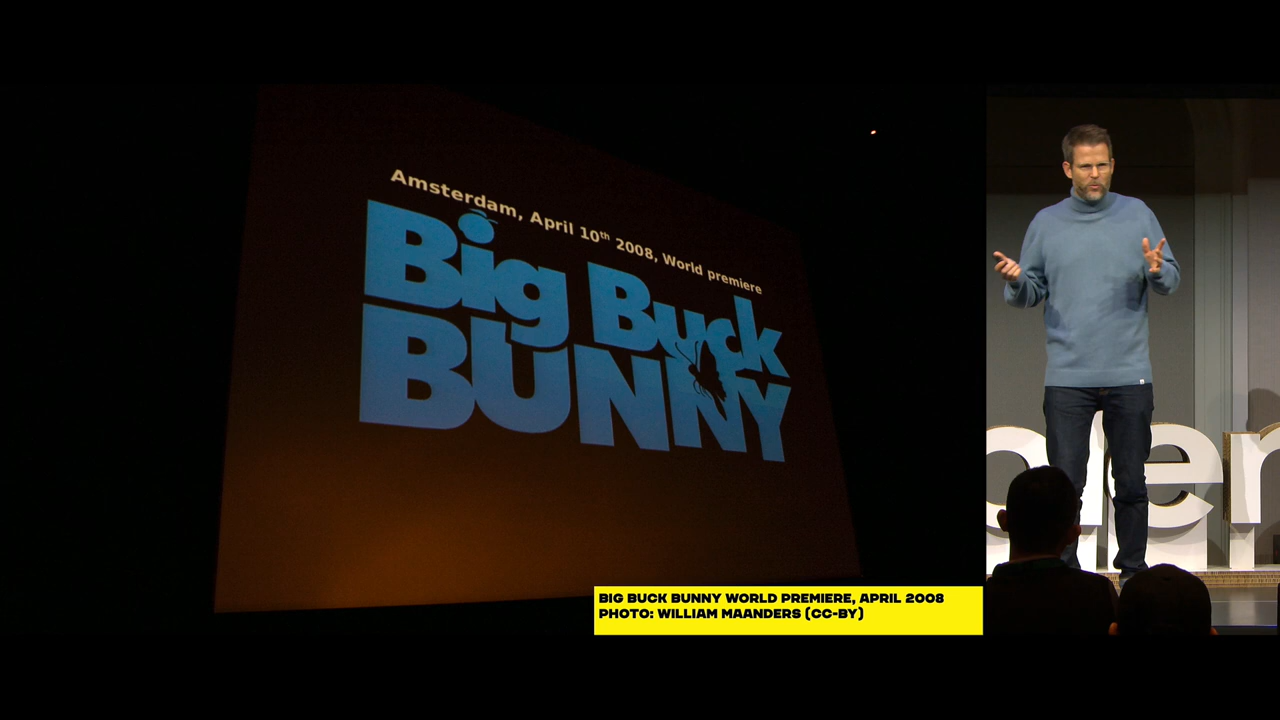 Amsterdam, April 10th 2008, World premiere
Big Buck
BUNNY
BIG BUCK BUNNY WORLD PREMIERE, APRIL 2008
PHOTO: WILLIAM MAANDERS (CC-BY)
der